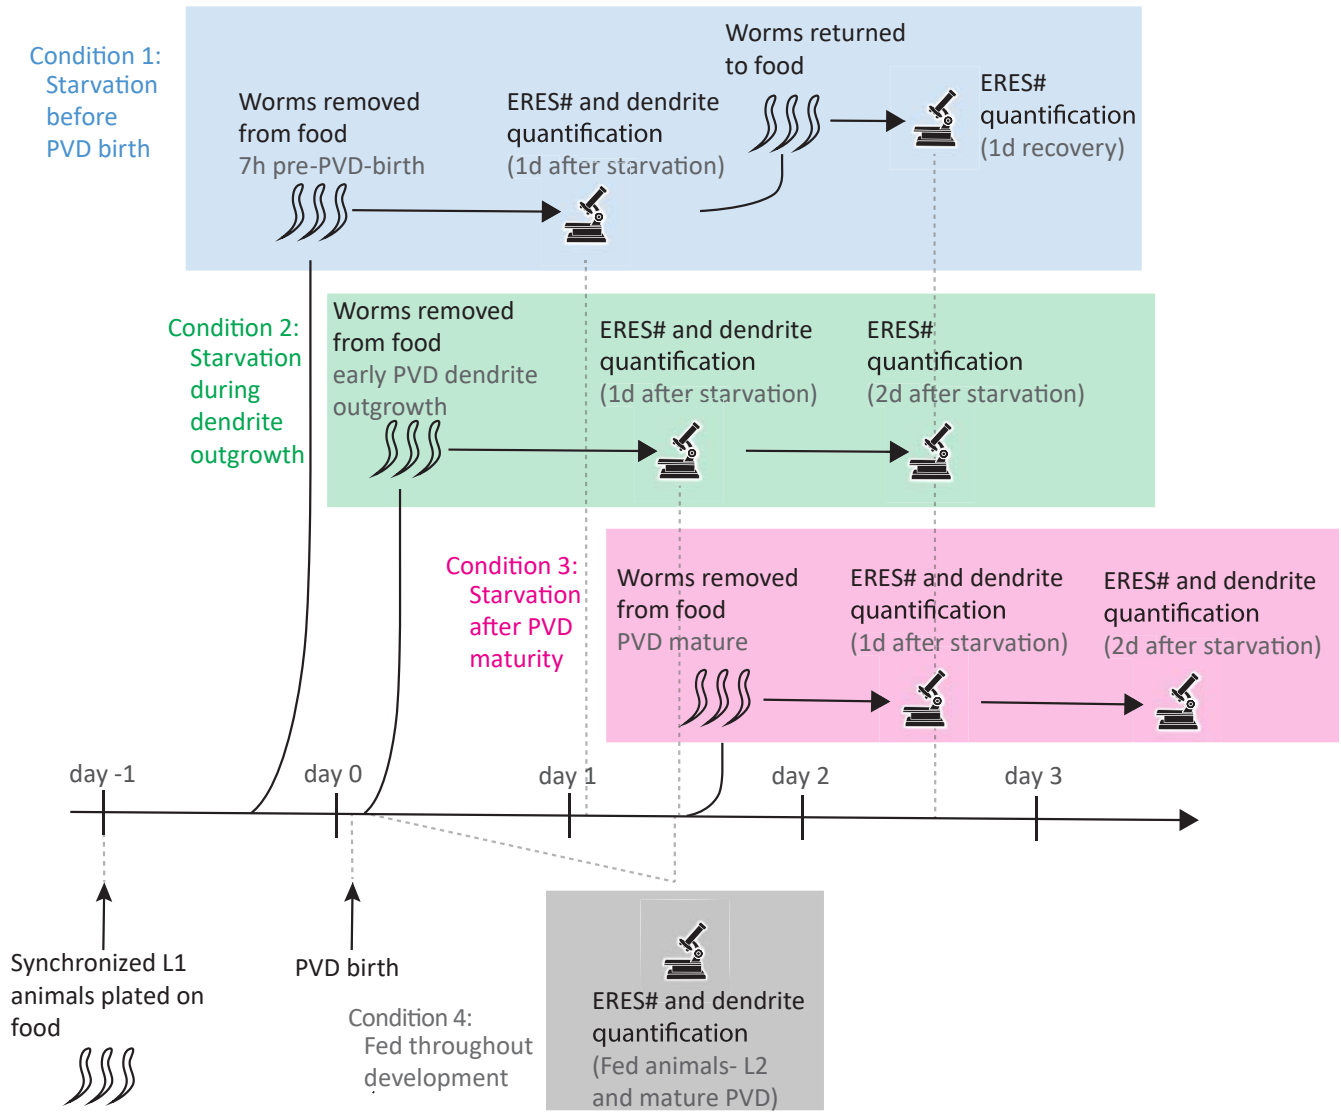 Condition 1:
Starvation
before
PVD birth
Worms removed
from food
7h pre-PVD-birth
ERES# and dendrite
quantification
(1d after starvation)
Worms returned
to food
ERES#
quantification
(1d recovery)
Condition 2:
Starvation
during
dendrite
outgrowth
Worms removed
from food
early PVD dendrite
outgrowth
ERES# and dendrite
quantification
(1d after starvation)
ERES#
quantification
(2d after starvation)
Condition 3:
Starvation
after PVD
maturity
Worms removed
from food
PVD mature
ERES# and dendrite
quantification
(1d after starvation)
ERES# and dendrite
quantification
(2d after starvation)
day -1
day 0
day 1
day 2
day 3
Synchronized L1
animals plated on
food
PVD birth
Condition 4:
Fed throughout
development
ERES# and dendrite
quantification
(Fed animals- L2
and mature PVD)